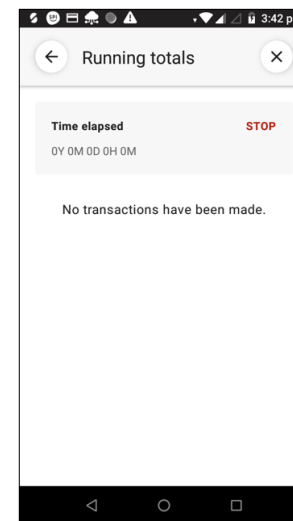 3:42 p
Running totals
Time elapsed STOP
0Y 0M 0D 0H 0M
No transactions have been made.